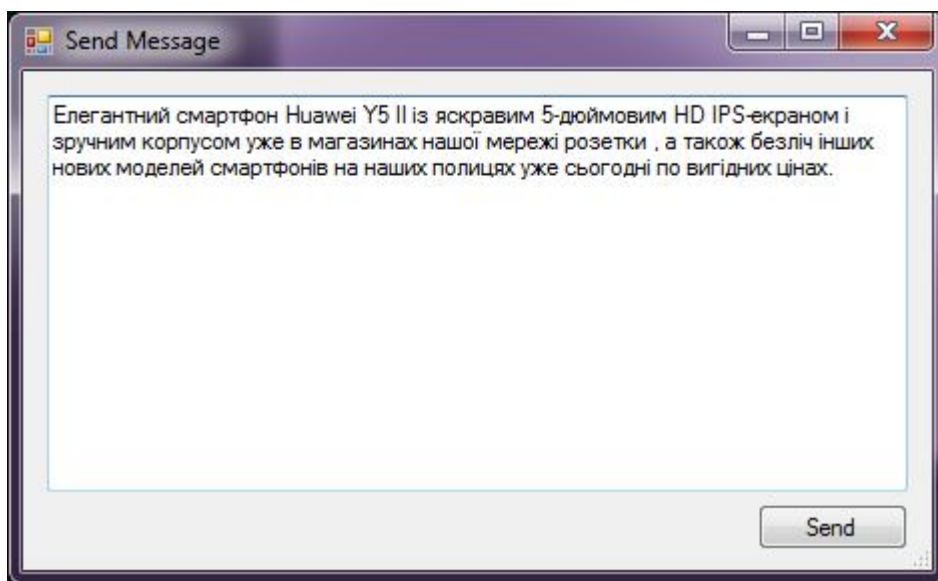 Send Message
Елегантний смартфон Huawei Y5 II із яскравим 5-дюймовим HD IPS-екраном і
зручним корпусом уже в магазинах нашої мережі розетки , а також безліч інших
нових моделей смартфонів на наших полицях уже сьогодні по вигідних цінах.
Send